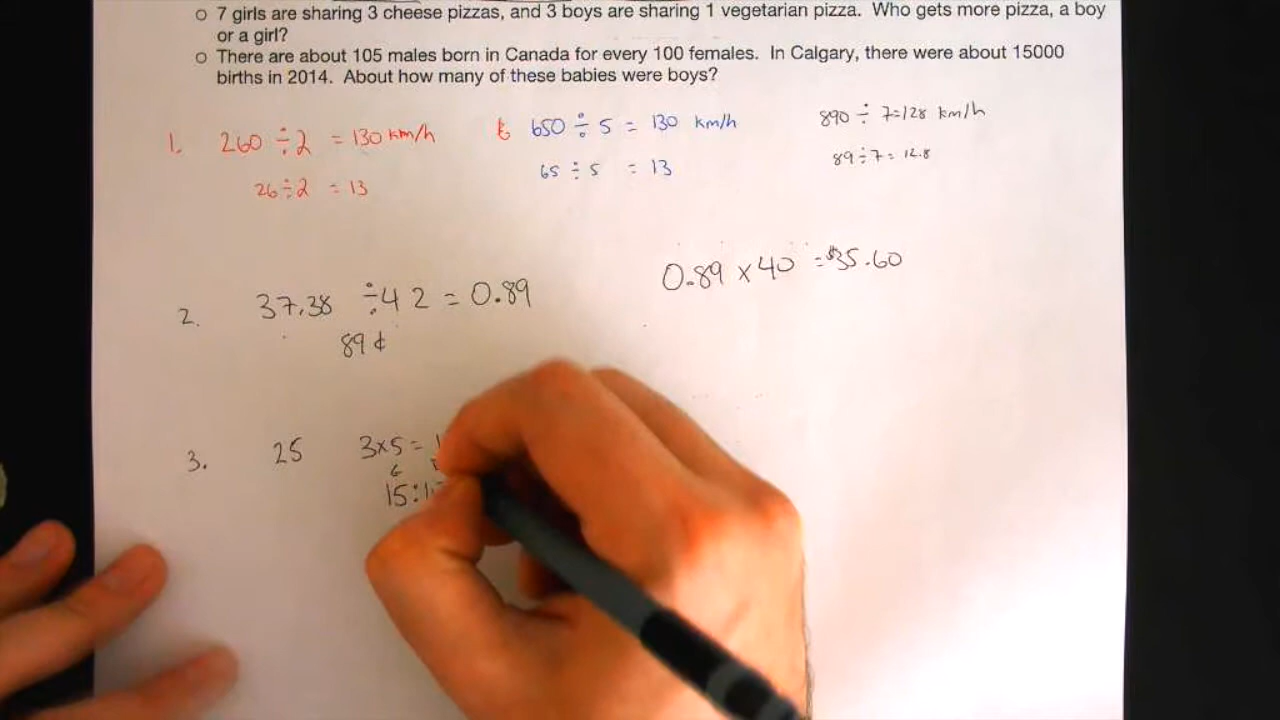 ○ 7 girls are sharing 3 cheese pizzas, and 3 boys are sharing 1 vegetarian pizza. Who gets more pizza, a boy
or a girl?
○ There are about 105 males born in Canada for every 100 females. In Calgary, there were about 15000
births in 2014. About how many of these babies were boys?
1. 260 ÷ 2 = 130 km/h
26 ÷ 2 = 13
650 ÷ 5 = 130 km/h
65 ÷ 5 = 13
890 ÷ 7 = 128 km/h
89 ÷ 7 = 12.8
2. 37.38 ÷ 42 = 0.89
89 ¢
0.89 x 40 = $35.60
3. 25 3x5 =
15: